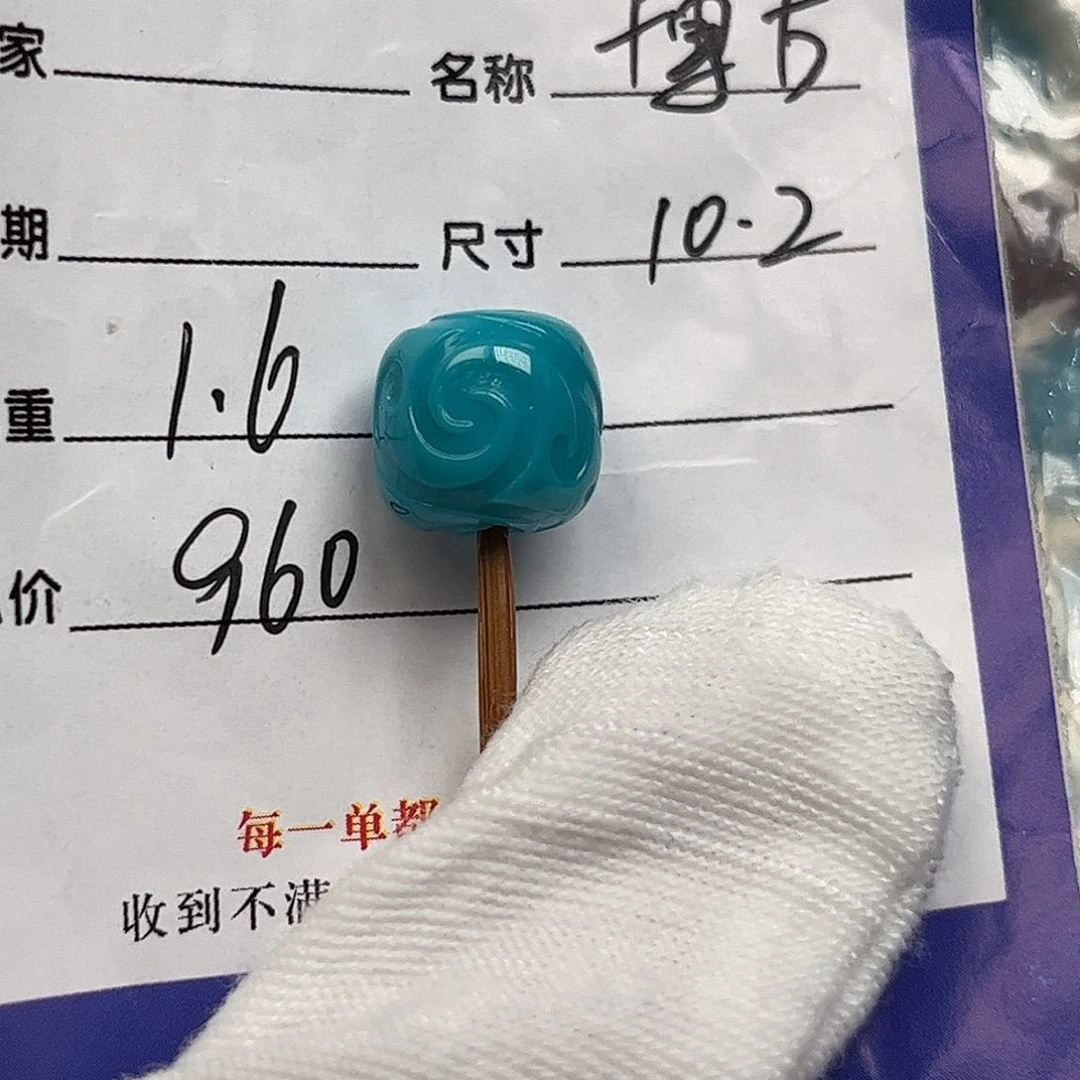 家 名称 博古
期 尺寸 10.2
重 1.6
价 960
每一单都
收到不满